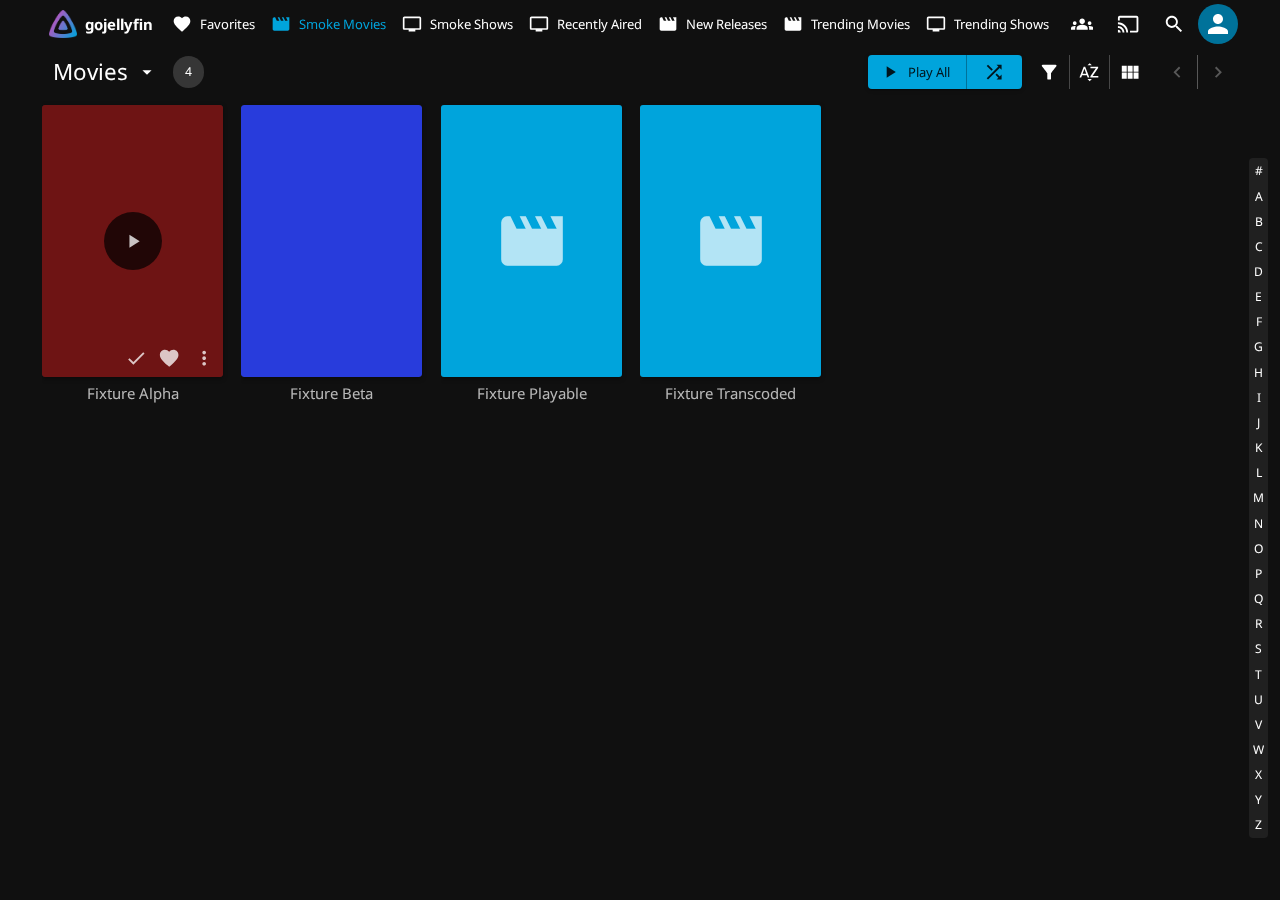 gojellyfin Favorites Smoke Movies Smoke Shows Recently Aired New Releases Trending Movies Trending Shows
Movies 4 Play All AZ
Fixture Alpha Fixture Beta Fixture Playable Fixture Transcoded
#
A
B
C
D
E
F
G
H
I
J
K
L
M
N
O
P
Q
R
S
T
U
V
W
X
Y
Z